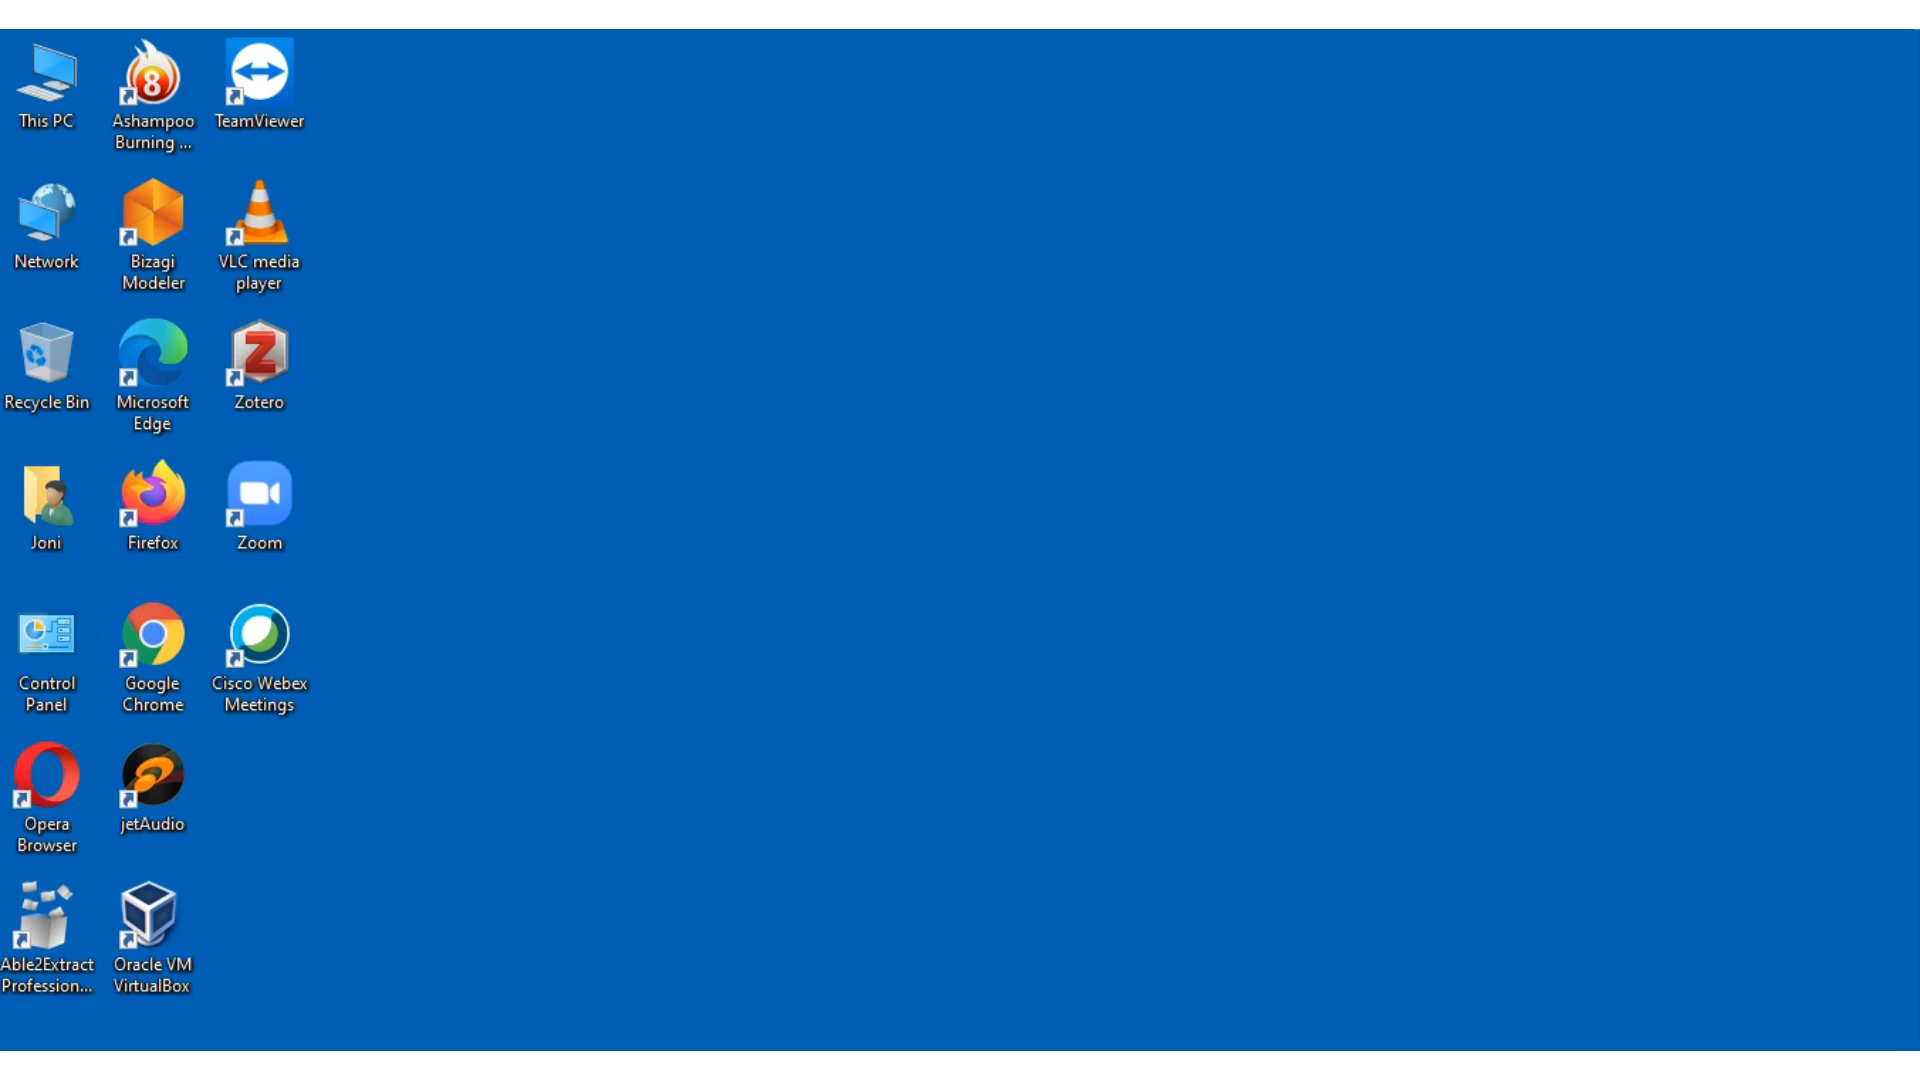 This PC
Ashampoo
Burning ...
TeamViewer
Network
Bizagi
Modeler
VLC media
player
Recycle Bin
Microsoft
Edge
Zotero
Joni
Firefox
Zoom
Control
Panel
Google
Chrome
Cisco Webex
Meetings
Opera
Browser
jetAudio
Able2Extract
Profession...
Oracle VM
VirtualBox
8
Z